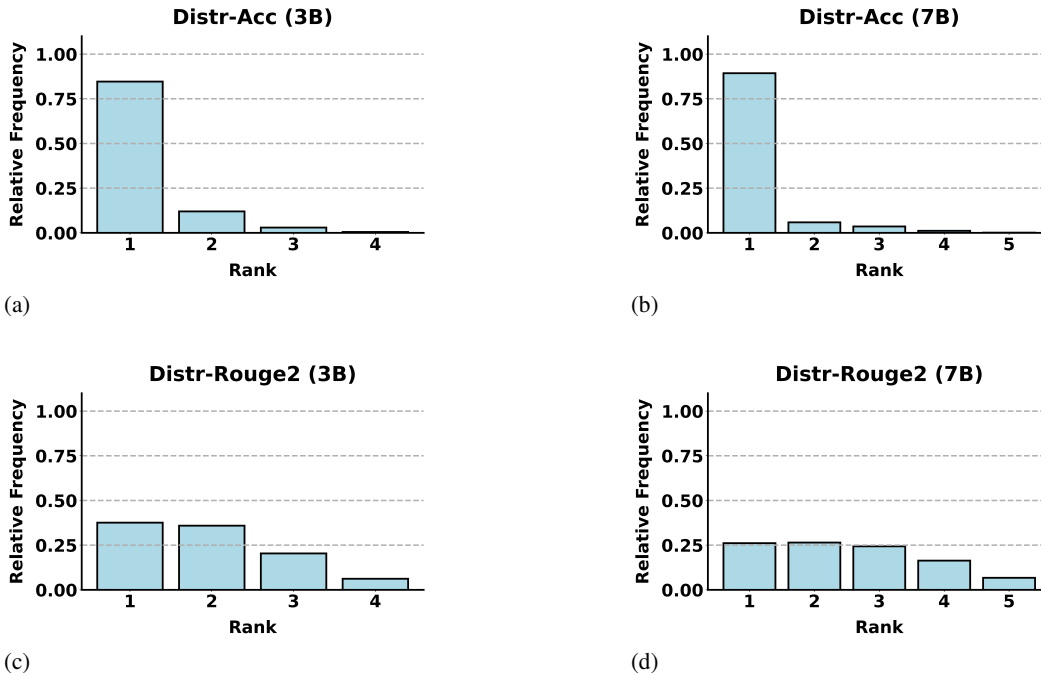 Distr-Acc (3B)
1.00
0.75
0.50
0.25
0.00
Relative Frequency
1 2 3 4
Rank
(a)
Distr-Acc (7B)
1.00
0.75
0.50
0.25
0.00
Relative Frequency
1 2 3 4 5
Rank
(b)
Distr-Rouge2 (3B)
1.00
0.75
0.50
0.25
0.00
Relative Frequency
1 2 3 4
Rank
(c)
Distr-Rouge2 (7B)
1.00
0.75
0.50
0.25
0.00
Relative Frequency
1 2 3 4 5
Rank
(d)